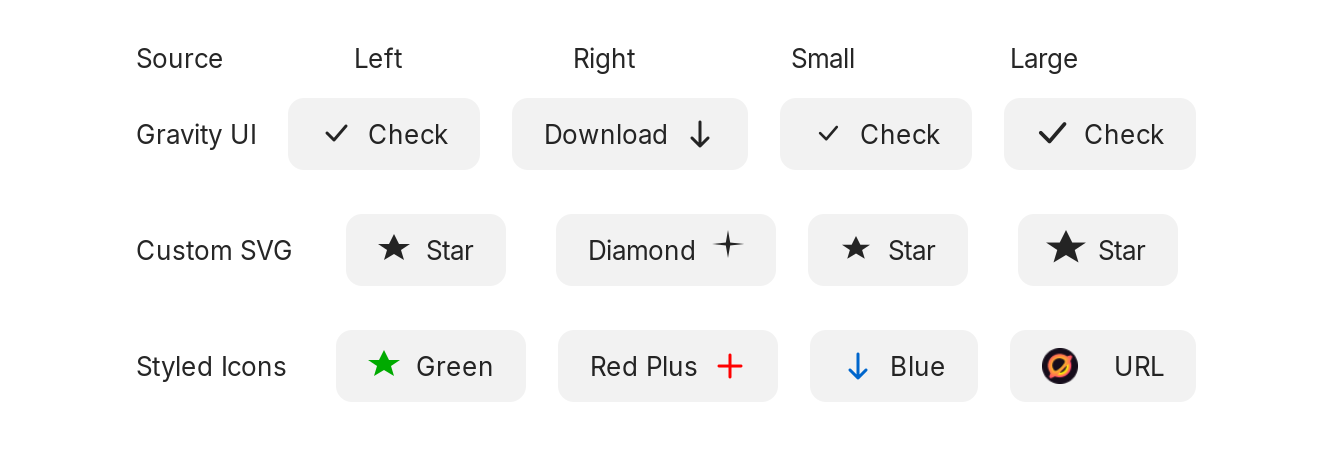 Source Left Right Small Large
Gravity UI Check Download Check Check
Custom SVG Star Diamond Star Star
Styled Icons Green Red Plus Blue URL